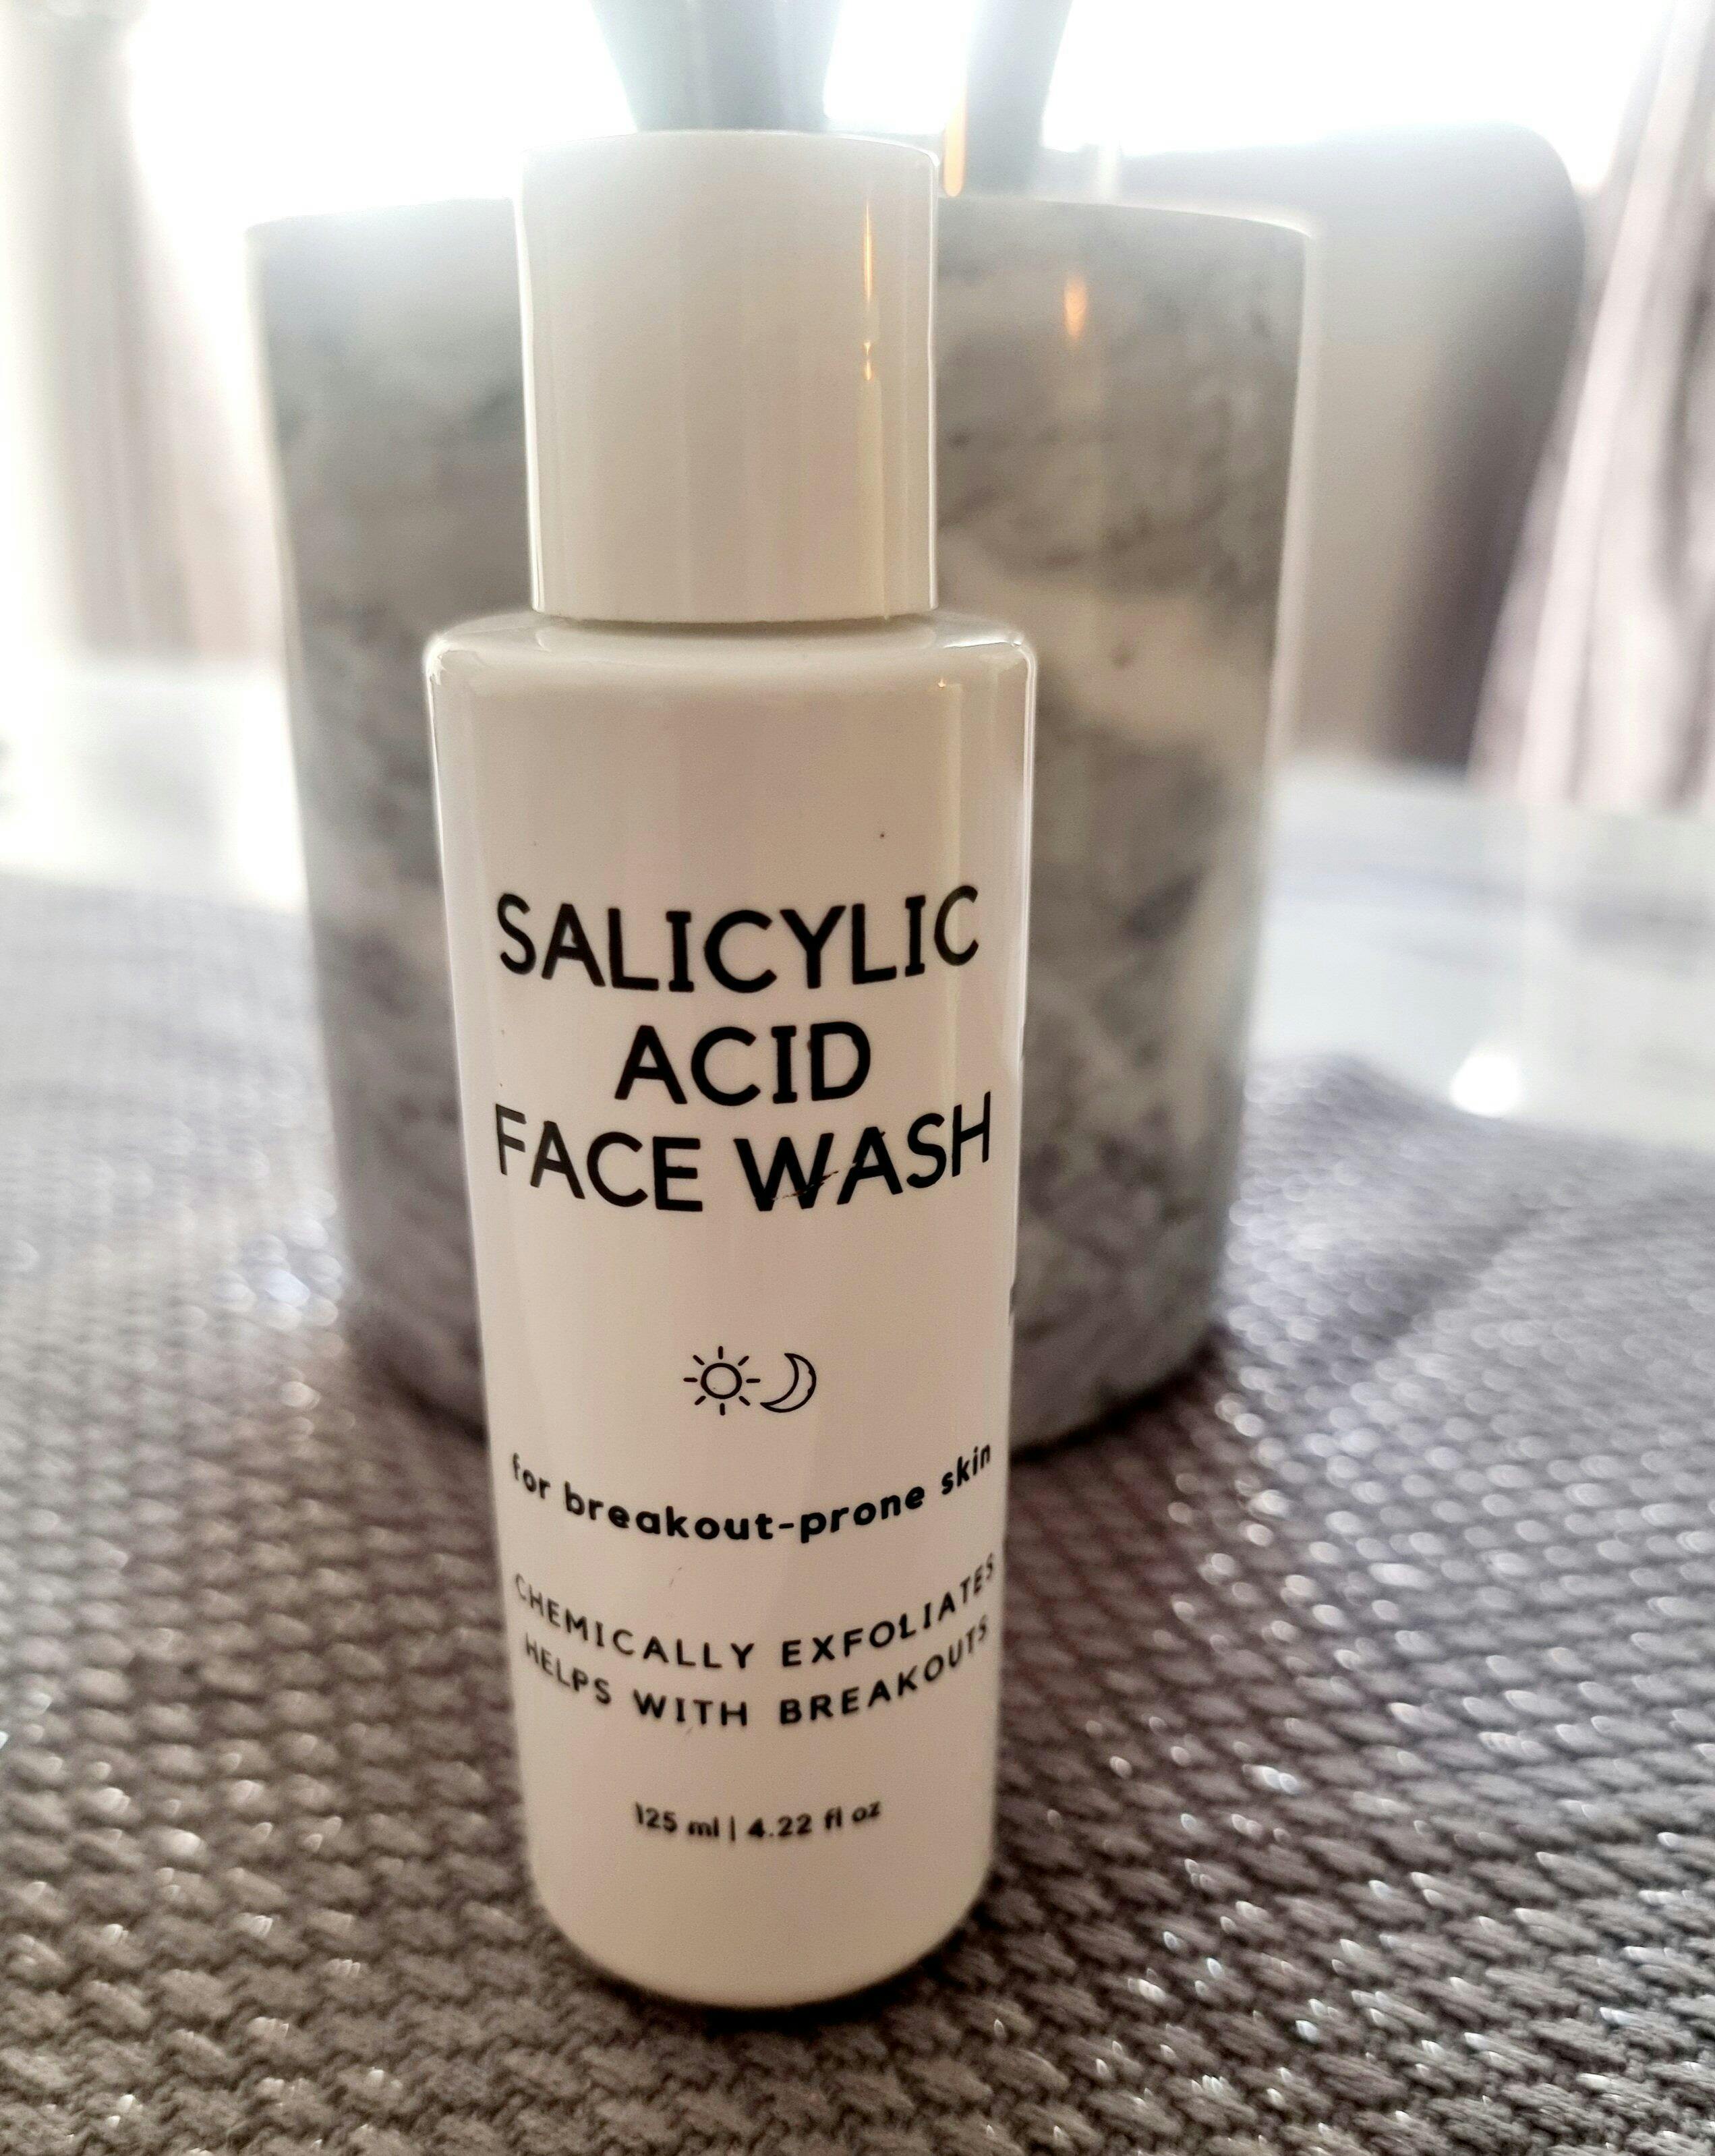 SALICYLIC
ACID
FACE WASH
for breakout-prone skin
CHEMICALLY EXFOLIATES
HELPS WITH BREAKOUTS
125 ml | 4.22 fl oz